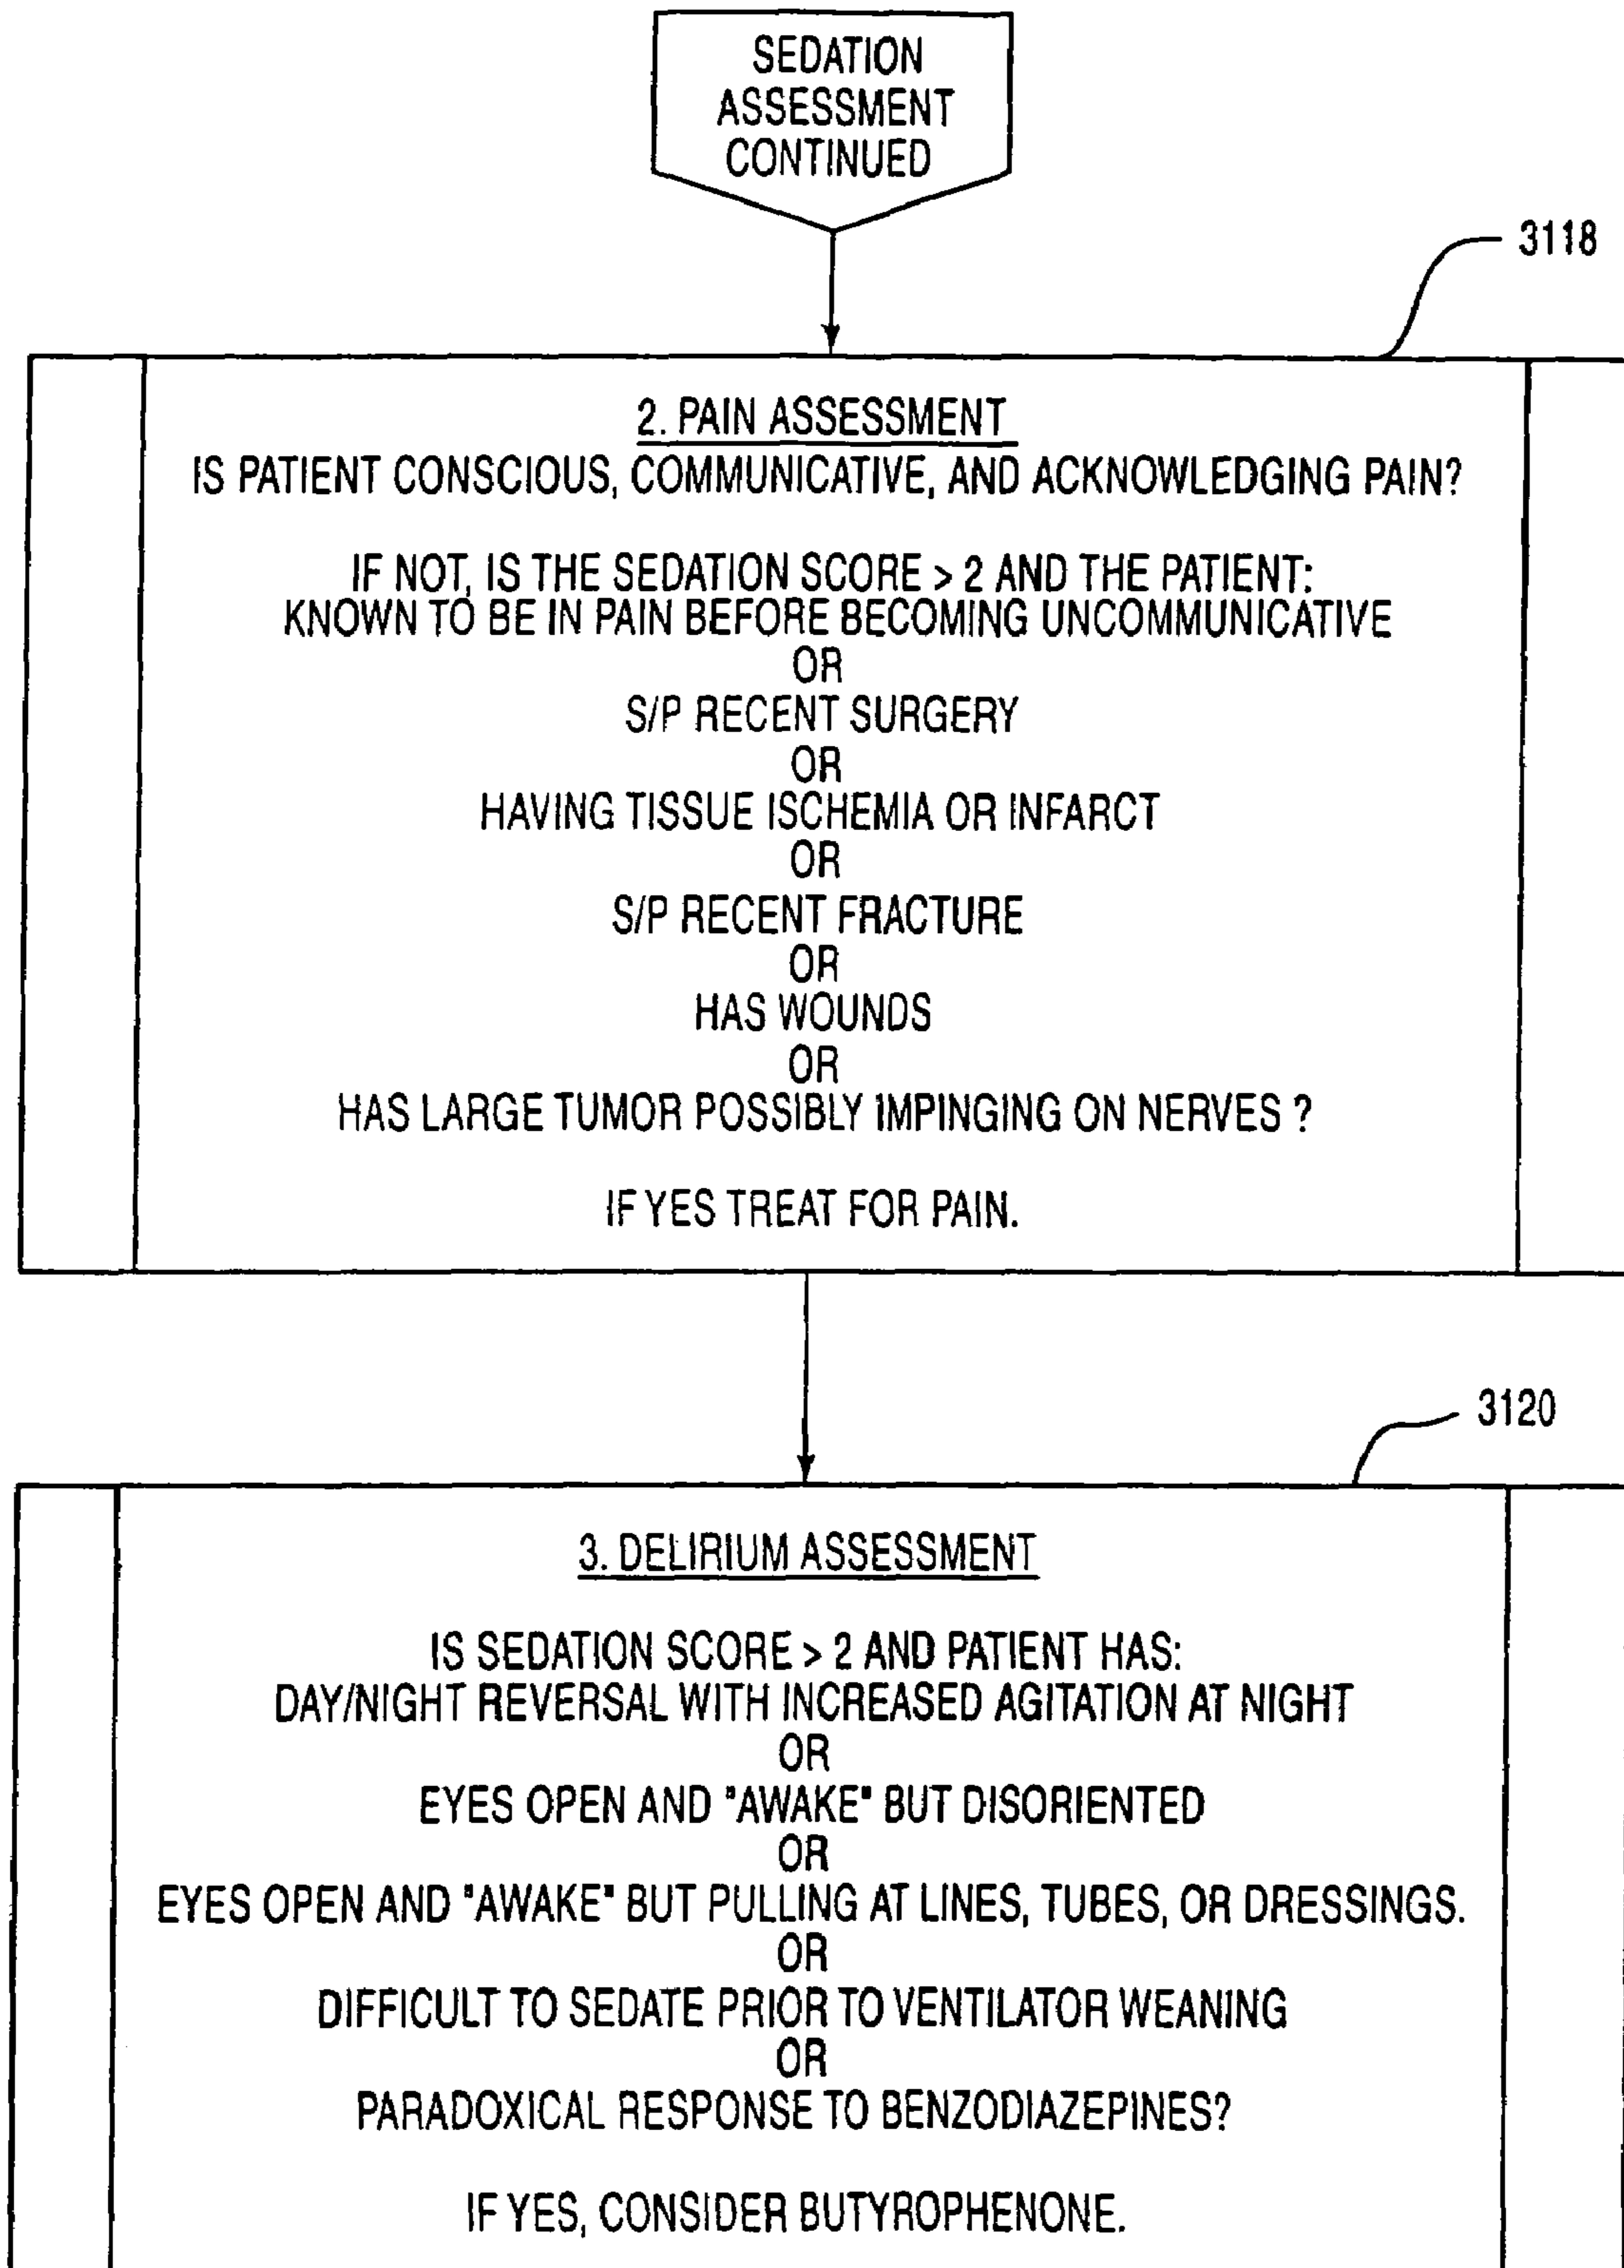 SEDATION
ASSESSMENT
CONTINUED
3118
2. PAIN ASSESSMENT
IS PATIENT CONSCIOUS, COMMUNICATIVE, AND ACKNOWLEDGING PAIN?
IF NOT, IS THE SEDATION SCORE > 2 AND THE PATIENT:
KNOWN TO BE IN PAIN BEFORE BECOMING UNCOMMUNICATIVE
OR
S/P RECENT SURGERY
OR
HAVING TISSUE ISCHEMIA OR INFARCT
OR
S/P RECENT FRACTURE
OR
HAS WOUNDS
OR
HAS LARGE TUMOR POSSIBLY IMPINGING ON NERVES ?
IF YES TREAT FOR PAIN.
3120
3. DELIRIUM ASSESSMENT
IS SEDATION SCORE > 2 AND PATIENT HAS:
DAY/NIGHT REVERSAL WITH INCREASED AGITATION AT NIGHT
OR
EYES OPEN AND "AWAKE" BUT DISORIENTED
OR
EYES OPEN AND "AWAKE" BUT PULLING AT LINES, TUBES, OR DRESSINGS.
OR
DIFFICULT TO SEDATE PRIOR TO VENTILATOR WEANING
OR
PARADOXICAL RESPONSE TO BENZODIAZEPINES?
IF YES, CONSIDER BUTYROPHENONE.